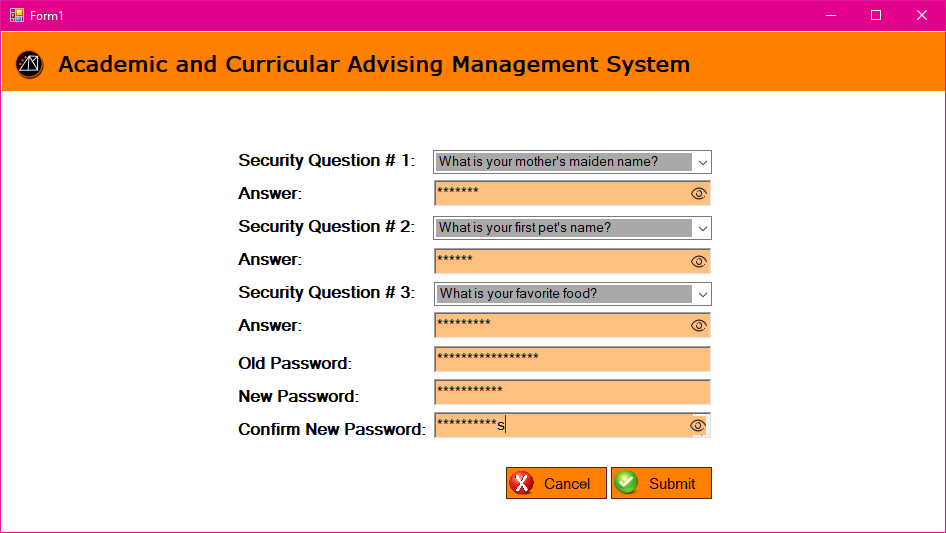 Form1
Academic and Curricular Advising Management System
Security Question # 1: What is your mother's maiden name?
Answer: *******
Security Question # 2: What is your first pet's name?
Answer: ******
Security Question # 3: What is your favorite food?
Answer: *********
Old Password: *****************
New Password: ***********
Confirm New Password: **********s
Cancel Submit